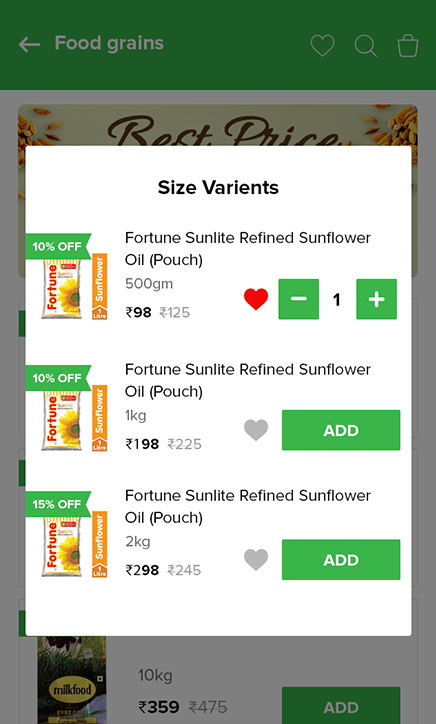 Food grains
Best Price
Size Varients
10% OFF
Fortune Sunlite Refined Sunflower
Oil (Pouch)
500gm
₹98 ₹125
1
Fortune
Sunlite
Sunflower
1
Litre
10% OFF
Fortune Sunlite Refined Sunflower
Oil (Pouch)
1kg
₹198 ₹225
ADD
Fortune
Sunlite
Sunflower
1
Litre
15% OFF
Fortune Sunlite Refined Sunflower
Oil (Pouch)
2kg
₹298 ₹245
ADD
Fortune
Sunlite
Sunflower
1
Litre
milkfood
10kg
₹359 ₹475
ADD